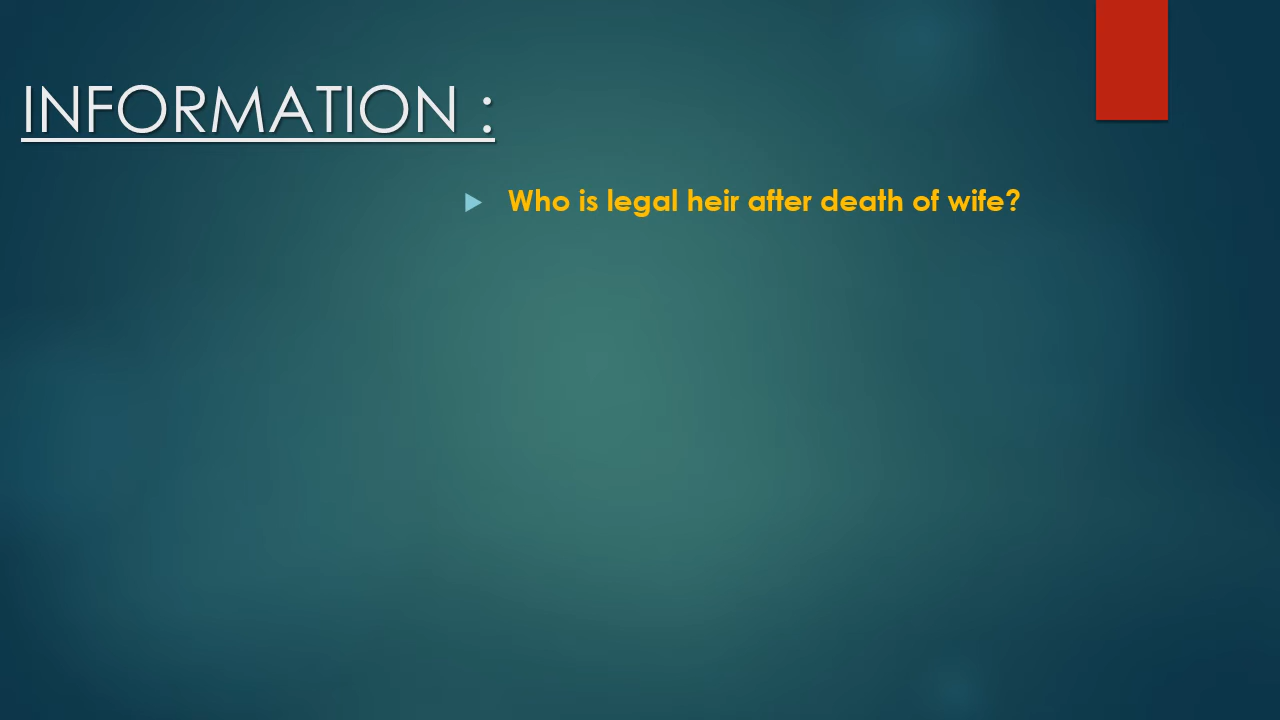 INFORMATION :
Who is legal heir after death of wife?